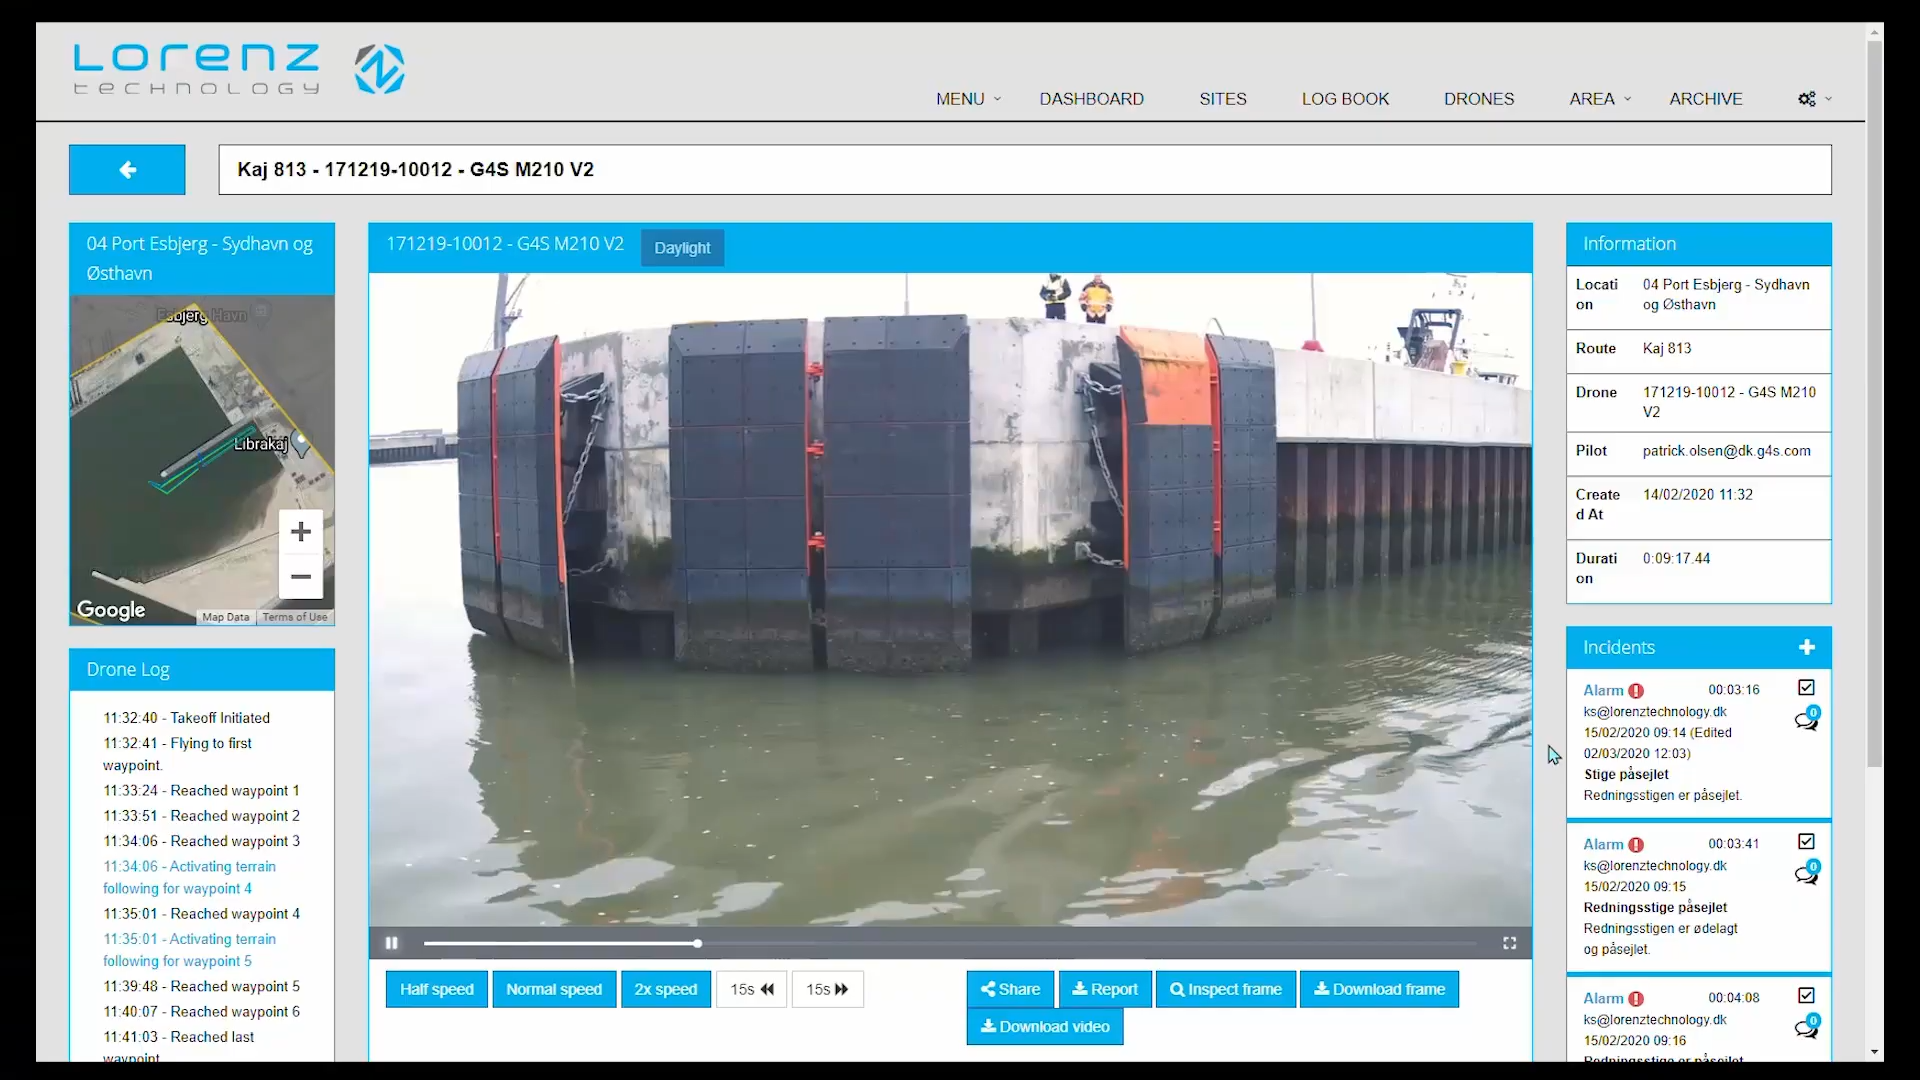 Lorenz
Technology
MENU
DASHBOARD
SITES
LOG BOOK
DRONES
AREA
ARCHIVE
Kaj 813 - 171219-10012 - G4S M210 V2
04 Port Esbjerg - Sydhavn og
Østhavn
Esbjerg Havn
Librakaj
+
−
Google
Map Data
Terms of Use
Drone Log
11:32:40 - Takeoff Initiated
11:32:41 - Flying to first
waypoint.
11:33:24 - Reached waypoint 1
11:33:51 - Reached waypoint 2
11:34:06 - Reached waypoint 3
11:34:06 - Activating terrain
following for waypoint 4
11:35:01 - Reached waypoint 4
11:35:01 - Activating terrain
following for waypoint 5
11:39:48 - Reached waypoint 5
11:40:07 - Reached waypoint 6
11:41:03 - Reached last
waypoint
171219-10012 - G4S M210 V2
Daylight
Half speed
Normal speed
2x speed
15s
15s
Share
Report
Inspect frame
Download frame
Download video
Information
Locati
on
04 Port Esbjerg - Sydhavn
og Østhavn
Route
Kaj 813
Drone
171219-10012 - G4S M210
V2
Pilot
patrick.olsen@dk.g4s.com
Create
d At
14/02/2020 11:32
Durati
on
0:09:17.44
Incidents
+
Alarm
00:03:16
ks@lorenztechnology.dk
0
15/02/2020 09:14 (Edited
02/03/2020 12:03)
Stige påsejlet
Redningsstigen er påsejlet.
Alarm
00:03:41
ks@lorenztechnology.dk
0
15/02/2020 09:15
Redningsstige påsejlet
Redningsstigen er ødelagt
og påsejlet.
Alarm
00:04:08
ks@lorenztechnology.dk
0
15/02/2020 09:16
Redningsstige er påsejlet